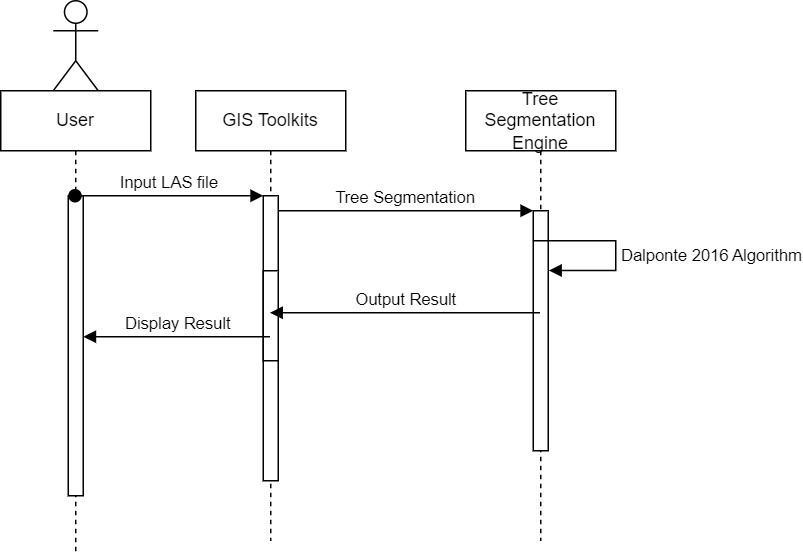 User
GIS Toolkits
Tree
Segmentation
Engine
Input LAS file
Tree Segmentation
Dalponte 2016 Algorithm
Output Result
Display Result